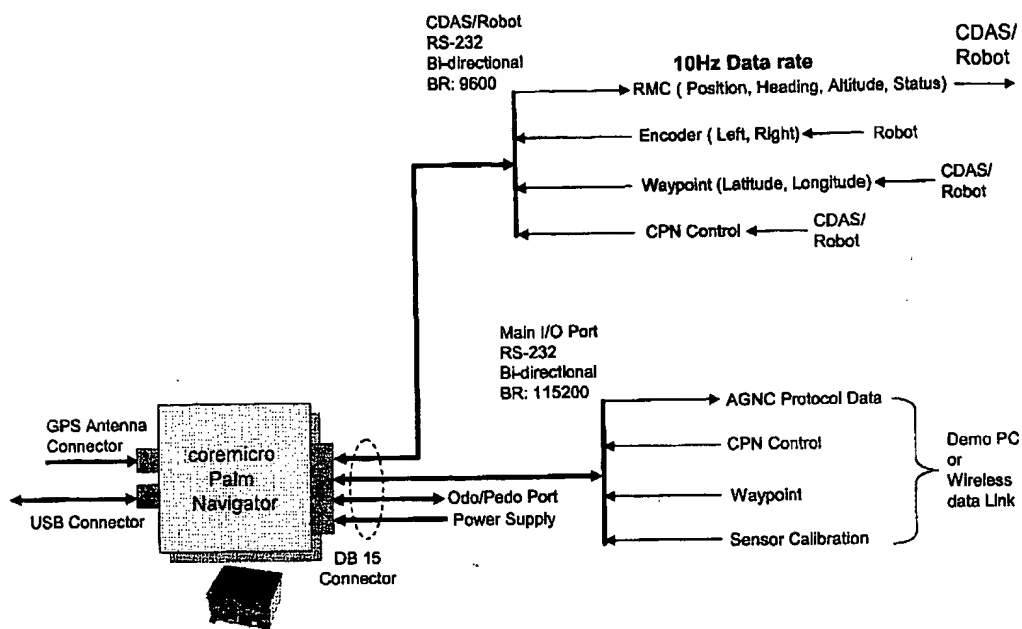 CDAS/Robot
RS-232
Bi-directional
BR: 9600
10Hz Data rate
CDAS/
Robot
RMC ( Position, Heading, Altitude, Status)
Encoder ( Left, Right)
Robot
Waypoint (Latitude, Longitude)
CDAS/
Robot
CPN Control
CDAS/
Robot
Main I/O Port
RS-232
Bi-directional
BR: 115200
AGNC Protocol Data
CPN Control
Waypoint
Sensor Calibration
Demo PC
or
Wireless
data Link
GPS Antenna
Connector
coremicro
Palm
Navigator
USB Connector
Odo/Pedo Port
Power Supply
DB 15
Connector